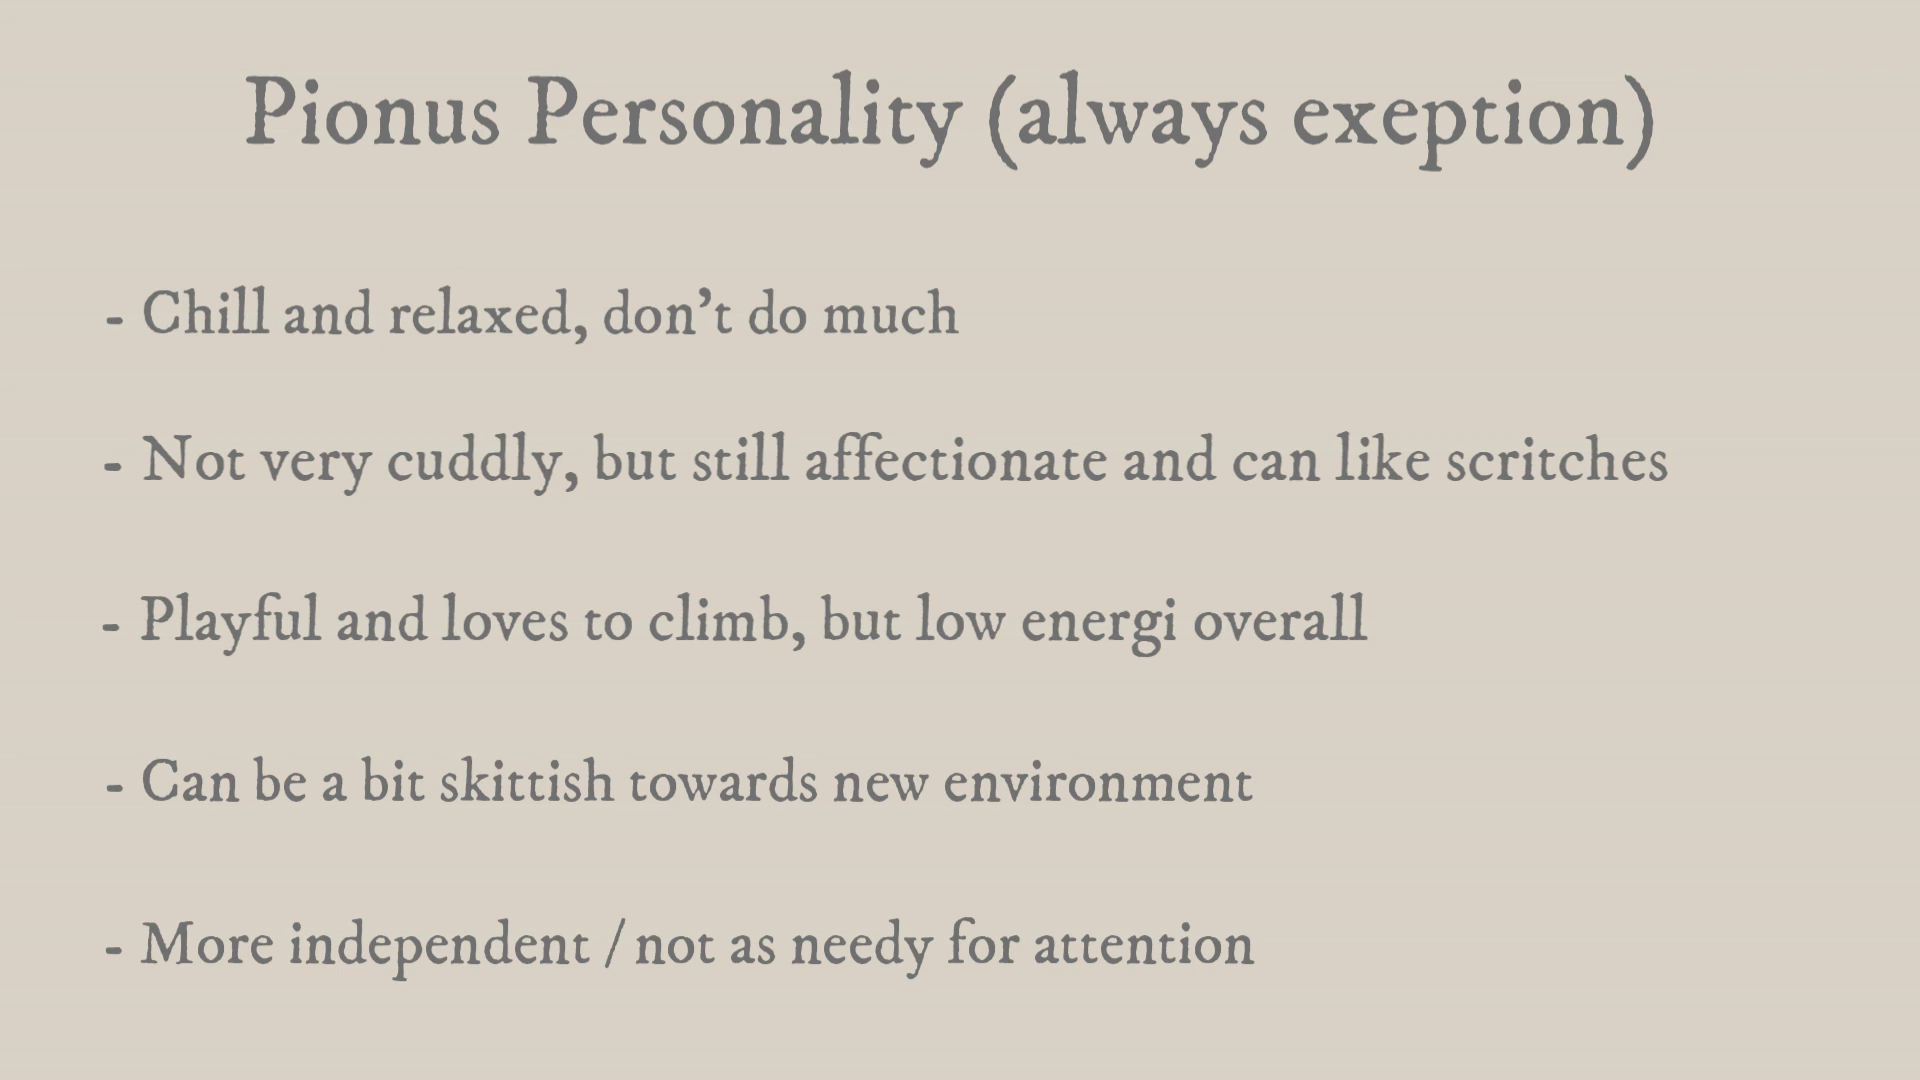 Pionus Personality (always exeption)
- Chill and relaxed, don't do much
- Not very cuddly, but still affectionate and can like scritches
- Playful and loves to climb, but low energi overall
- Can be a bit skittish towards new environment
- More independent / not as needy for attention